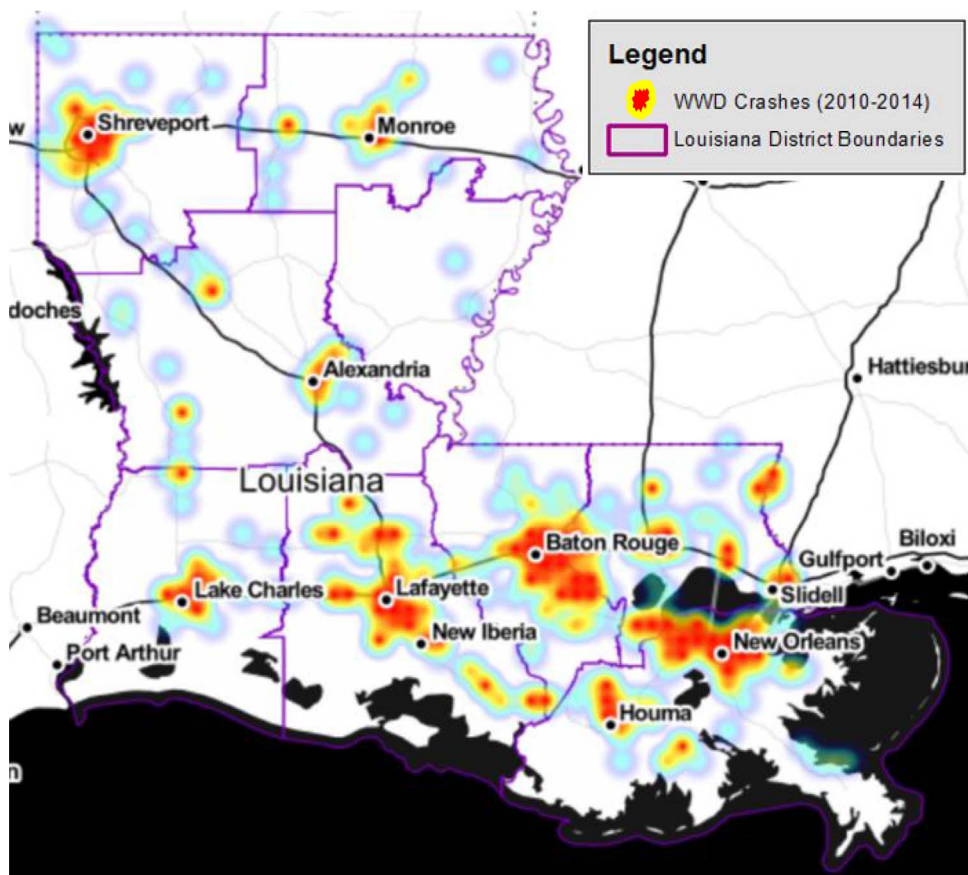 Legend
WWD Crashes (2010-2014)
Louisiana District Boundaries
w
Shreveport
Monroe
doches
Alexandria
Hattiesbur
Louisiana
Baton Rouge
Biloxi
Gulfport
Lake Charles
Lafayette
Slidell
Beaumont
New Iberia
New Orleans
Port Arthur
Houma
n